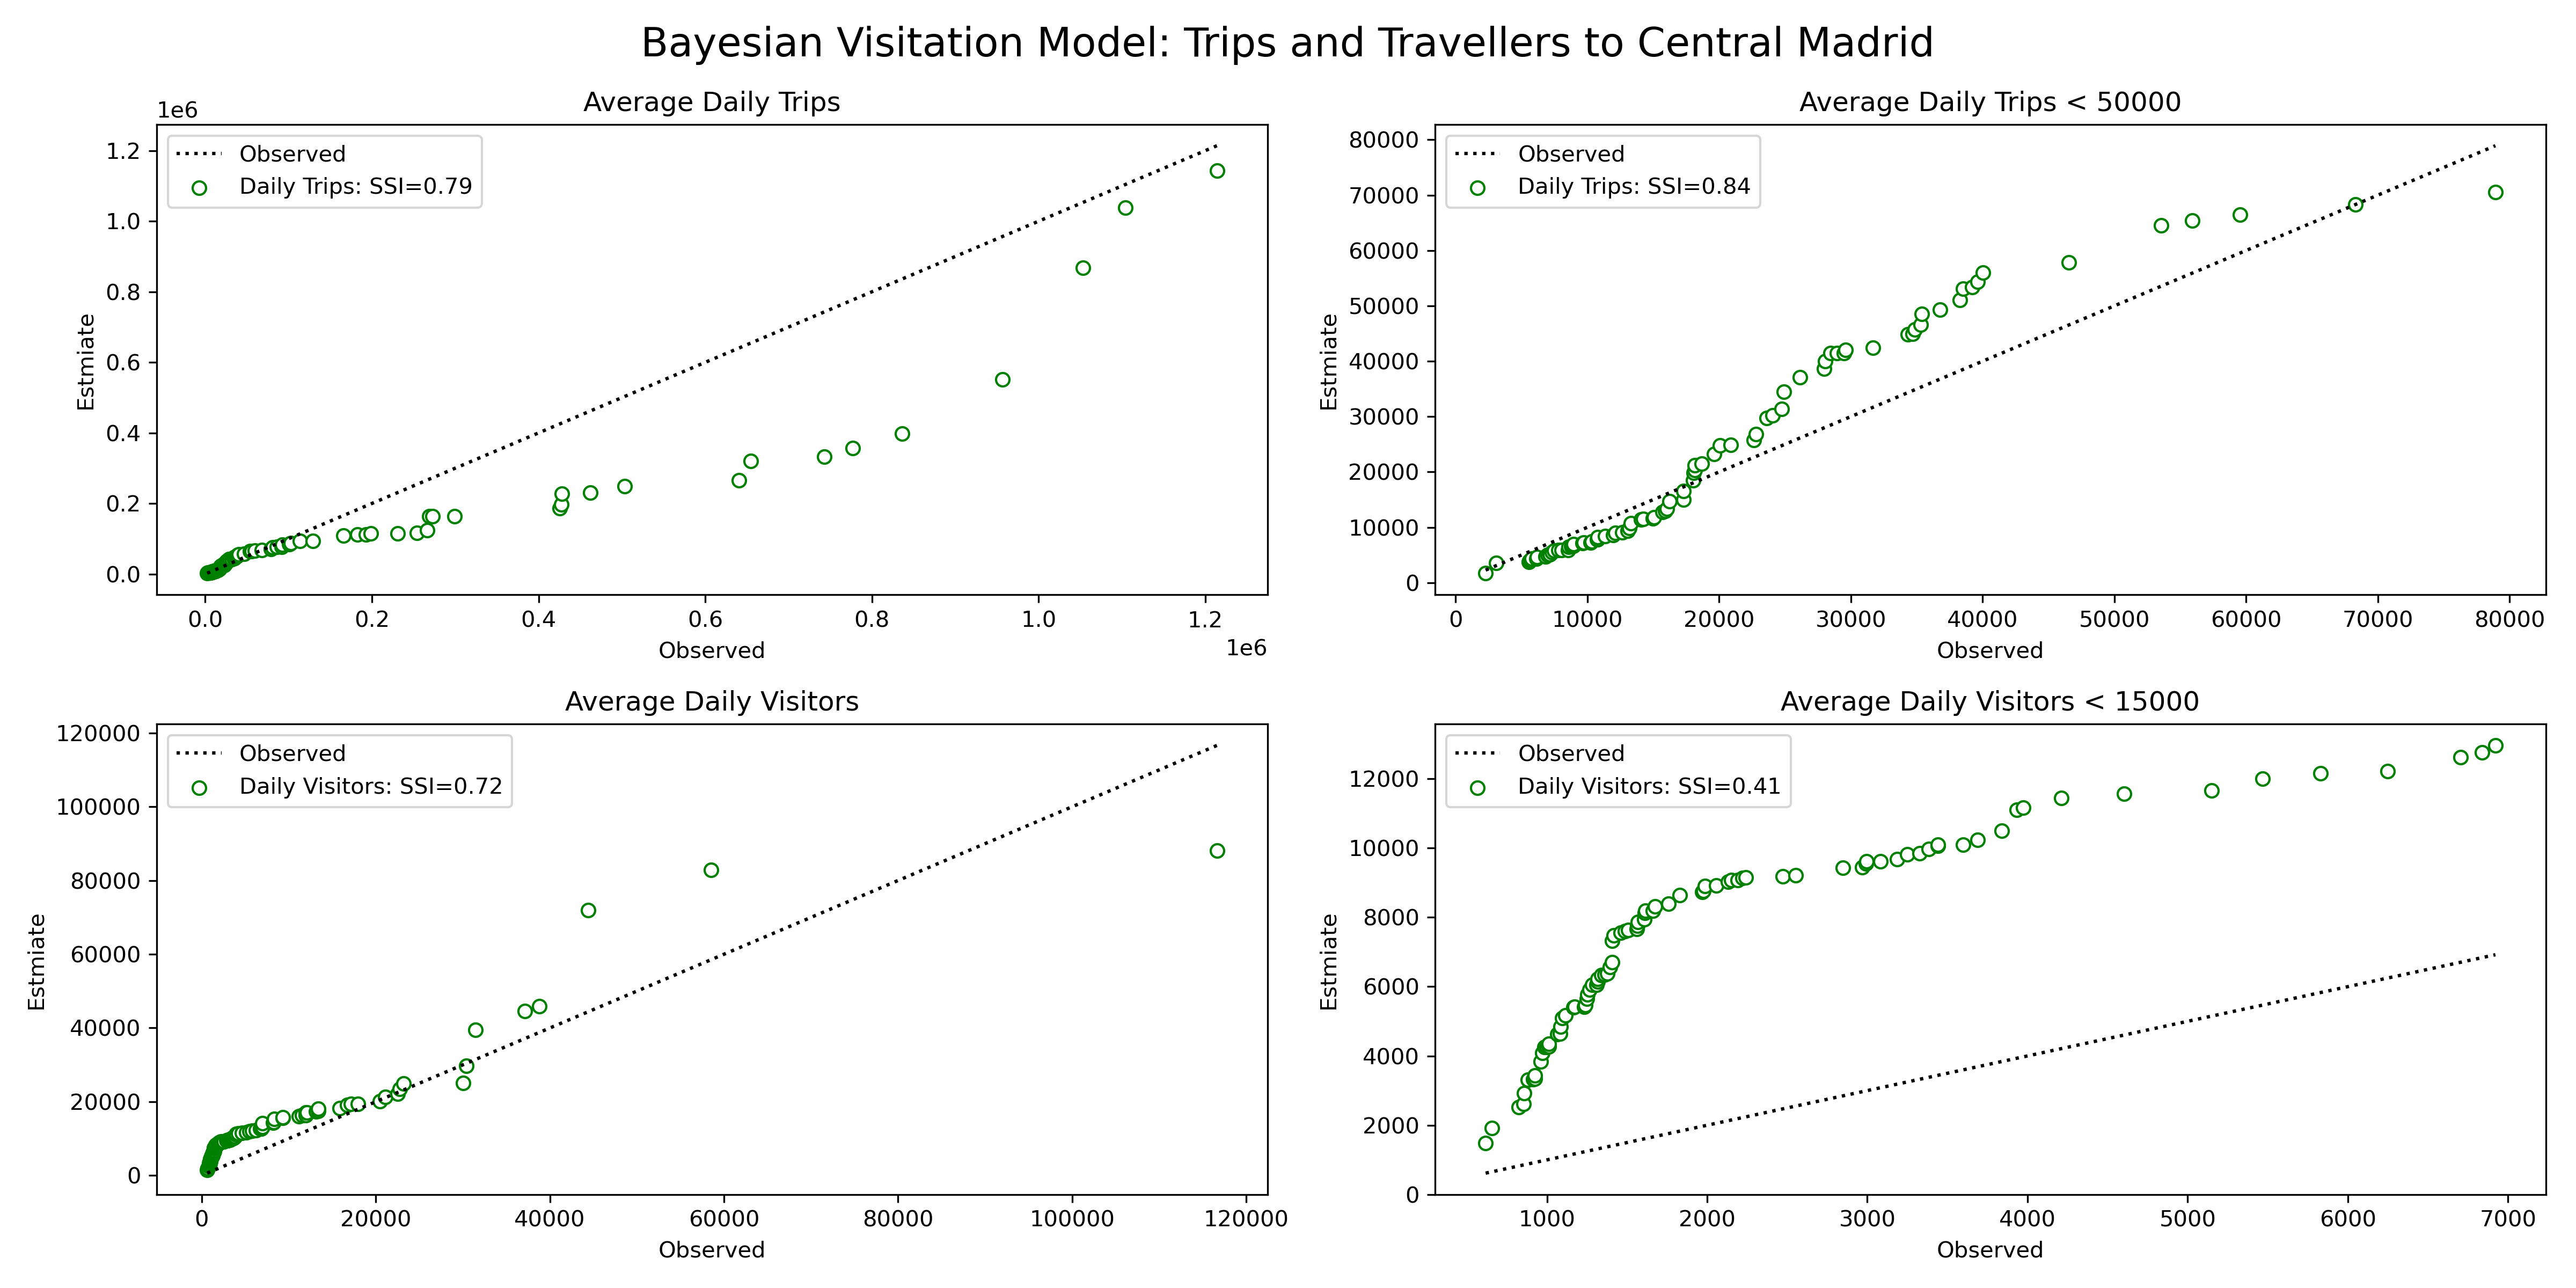 Bayesian Visitation Model: Trips and Travellers to Central Madrid
Average Daily Trips
1e6
Observed
Daily Trips: SSI=0.79
1.2
1.0
0.8
0.6
0.4
0.2
0.0
Estmiate
0.0 0.2 0.4 0.6 0.8 1.0 1.2
Observed
1e6
Average Daily Trips < 50000
Observed
Daily Trips: SSI=0.84
80000
70000
60000
50000
40000
30000
20000
10000
0
Estmiate
0 10000 20000 30000 40000 50000 60000 70000 80000
Observed
Average Daily Visitors
Observed
Daily Visitors: SSI=0.72
120000
100000
80000
60000
40000
20000
0
Estmiate
0 20000 40000 60000 80000 100000 120000
Observed
Average Daily Visitors < 15000
Observed
Daily Visitors: SSI=0.41
12000
10000
8000
6000
4000
2000
0
Estmiate
1000 2000 3000 4000 5000 6000 7000
Observed